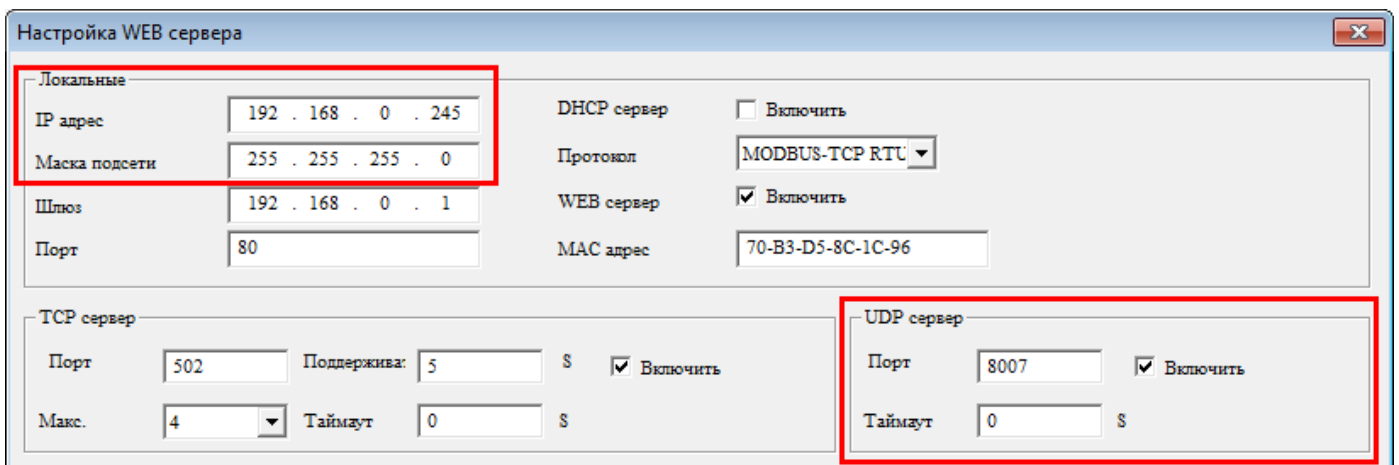 Настройка WEB сервера
Локальные
IP адрес 192 . 168 . 0 . 245 DHCP сервер Включить
Маска подсети 255 . 255 . 255 . 0 Протокол MODBUS-TCP RTU
Шлюз 192 . 168 . 0 . 1 WEB сервер Включить
Порт 80 MAC адрес 70-B3-D5-8C-1C-96
TCP сервер UDP сервер
Порт 502 Поддержива: 5 S Включить Порт 8007 Включить
Макс. 4 Таймаут 0 S Таймаут 0 S